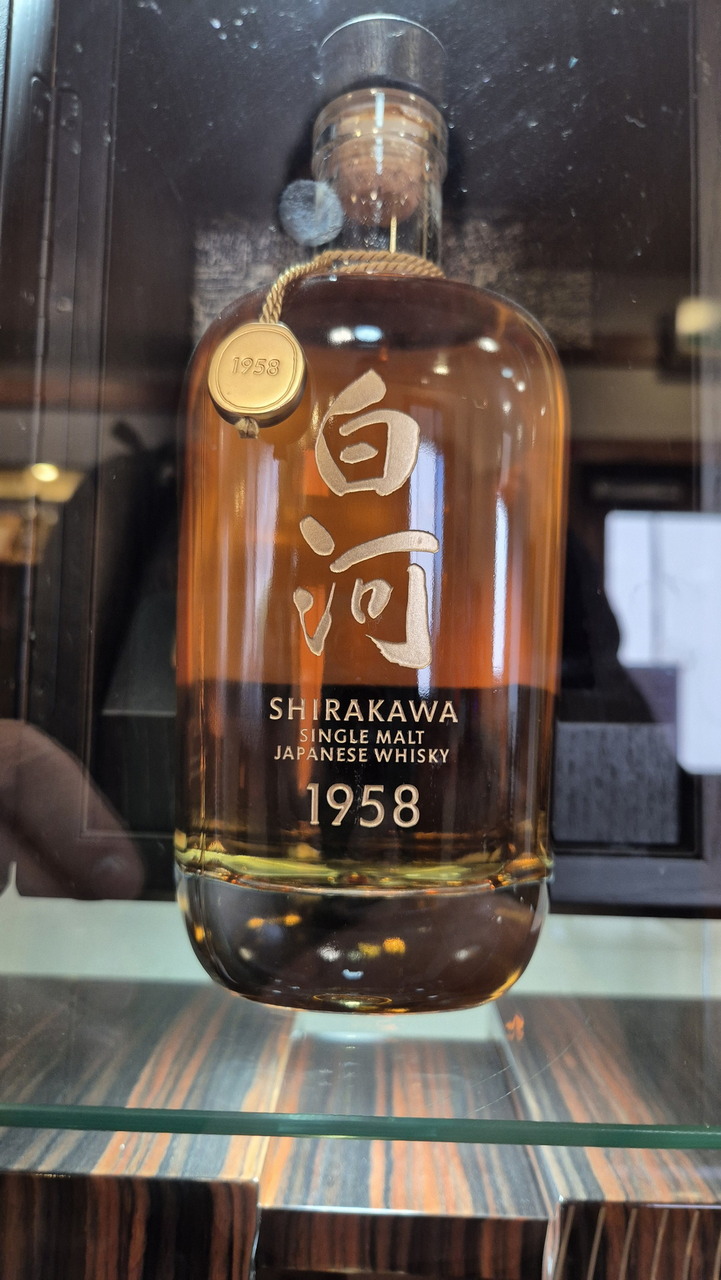 1958
白
河
SHIRAKAWA
SINGLE MALT
JAPANESE WHISKY
1958